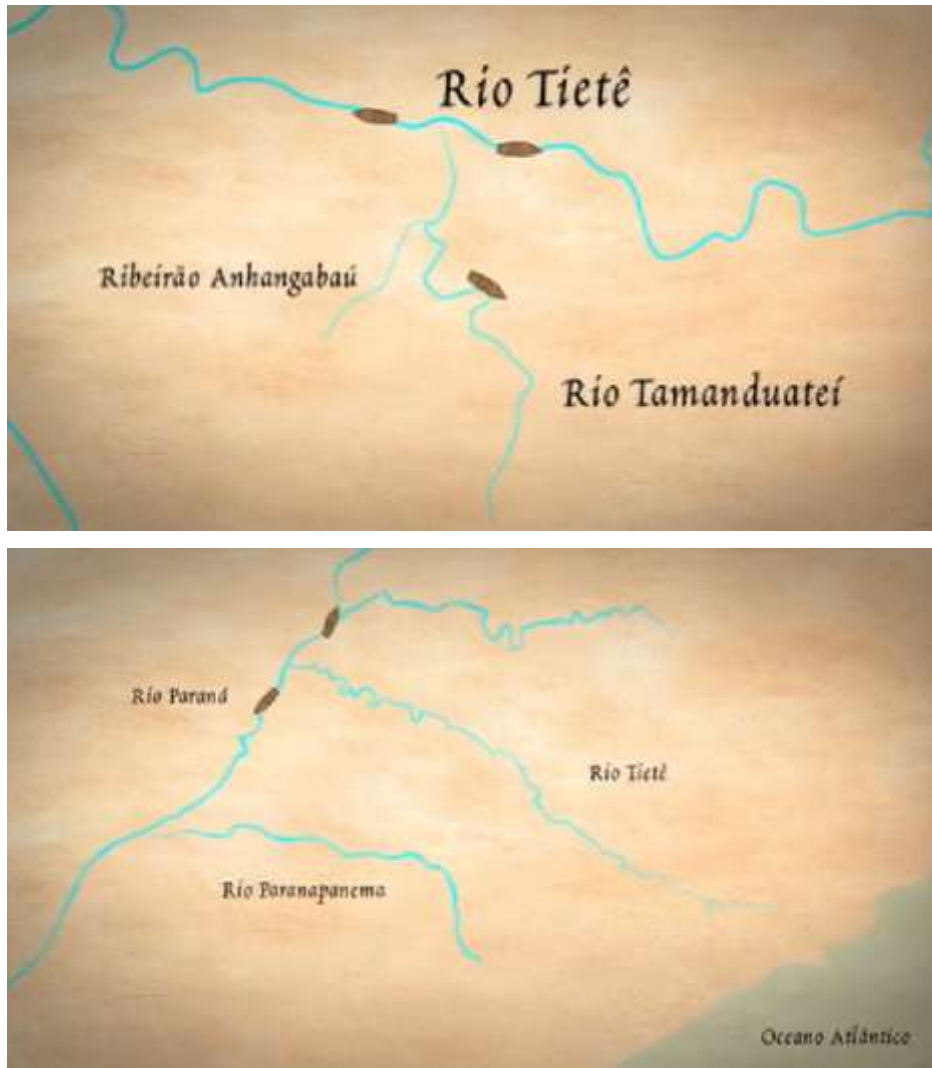 Rio Tietê
Ribeirão Anhangabaú
Rio Tamanduateí
Rio Paraná
Rio Tietê
Rio Paranapanema
Oceano Atlântico